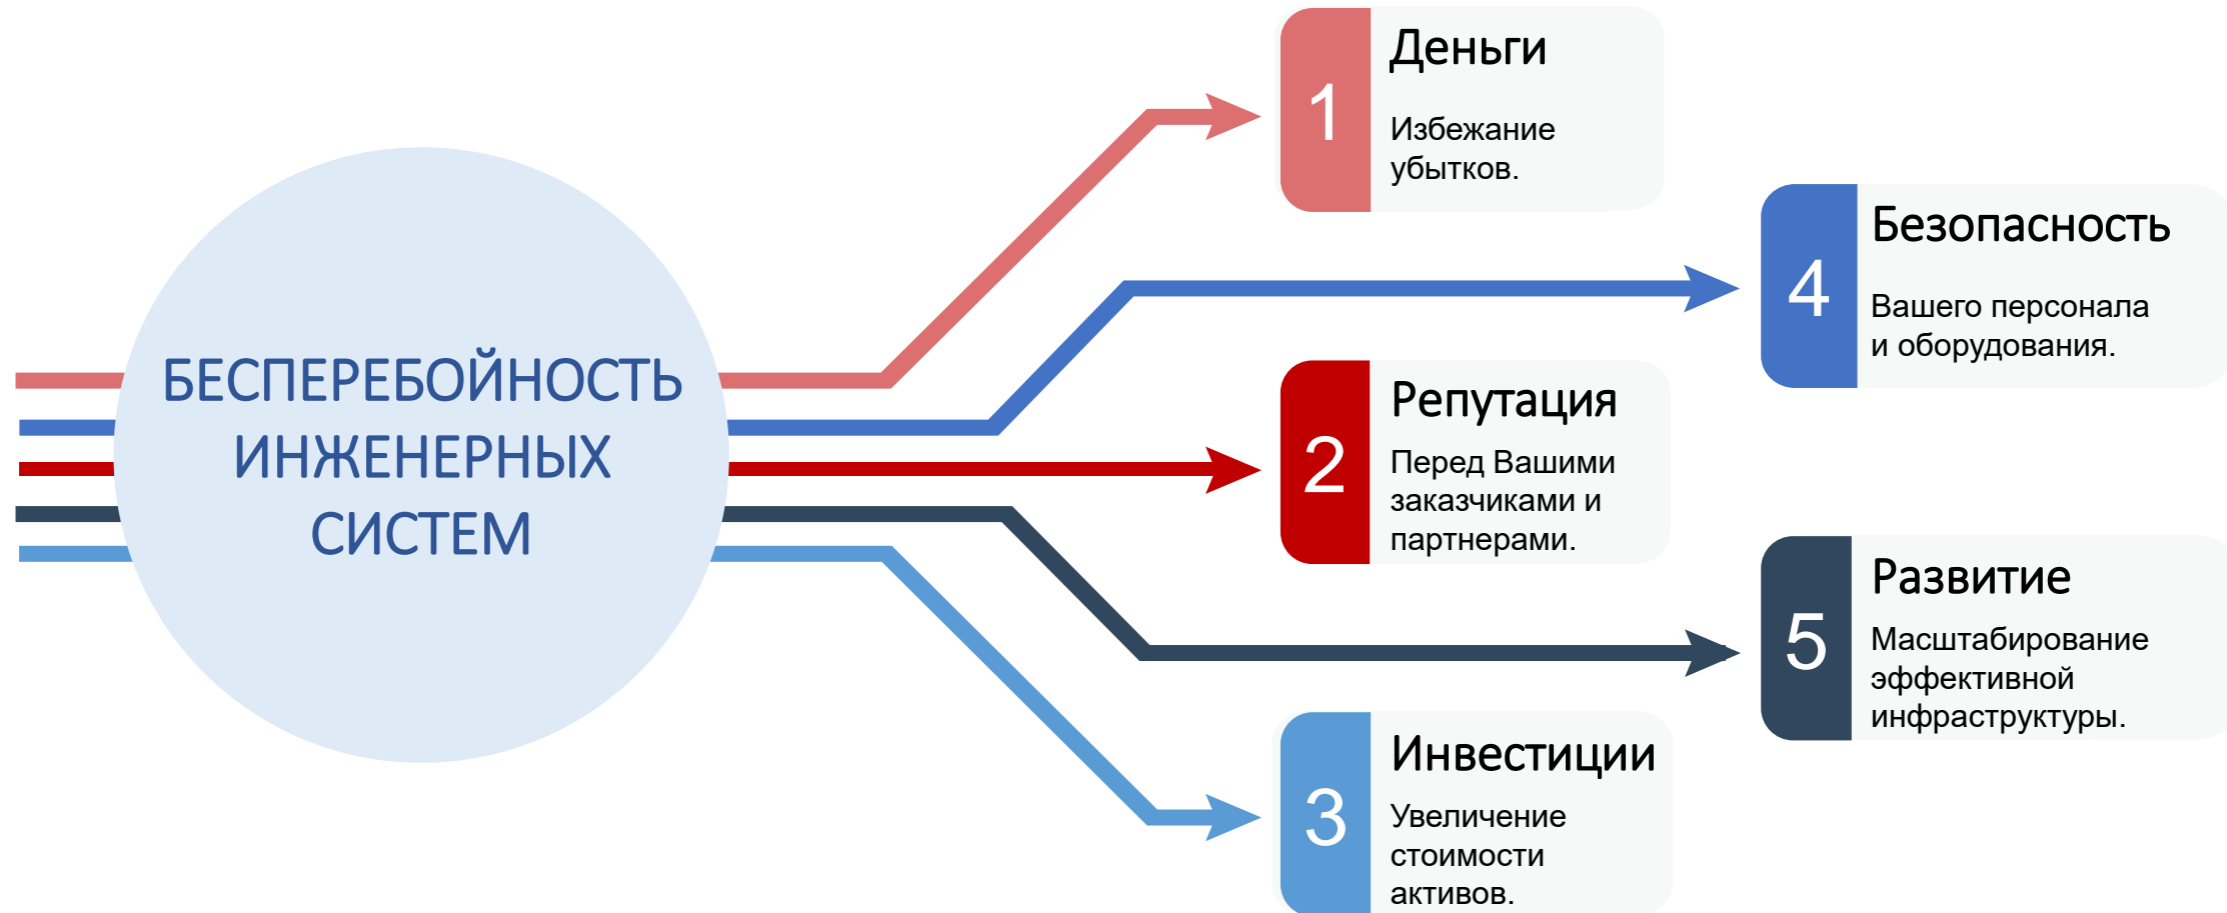 БЕСПЕРЕБОЙНОСТЬ
ИНЖЕНЕРНЫХ
СИСТЕМ
1
Деньги
Избежание
убытков.
2
Репутация
Перед Вашими
заказчиками и
партнерами.
3
Инвестиции
Увеличение
стоимости
активов.
4
Безопасность
Вашего персонала
и оборудования.
5
Развитие
Масштабирование
эффективной
инфраструктуры.